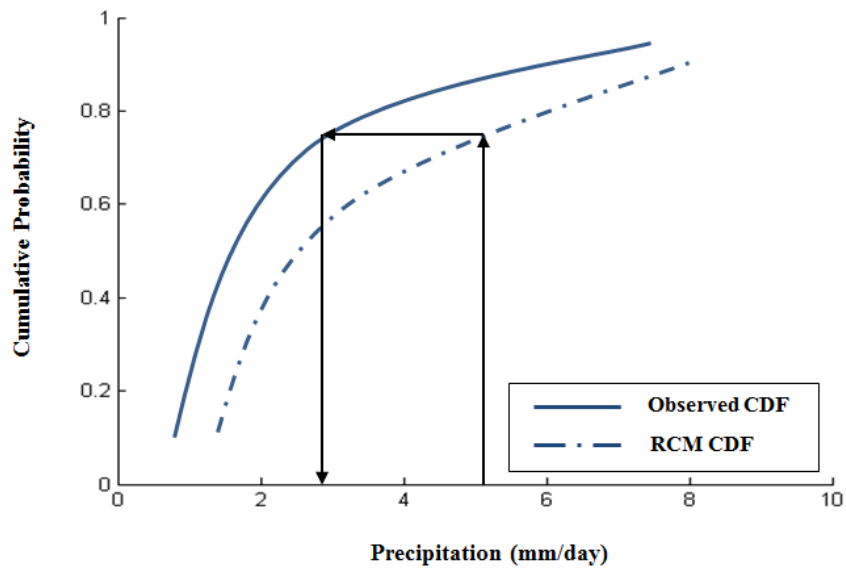 1
0.8
0.6
0.4
0.2
0
Cumulative Probability
Observed CDF
RCM CDF
0 2 4 6 8 10
Precipitation (mm/day)